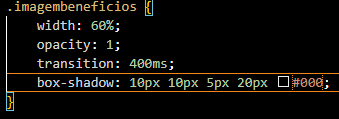 .imagembeneficios {
width: 60%;
opacity: 1;
transition: 400ms;
box-shadow: 10px 10px 5px 20px #000;
}